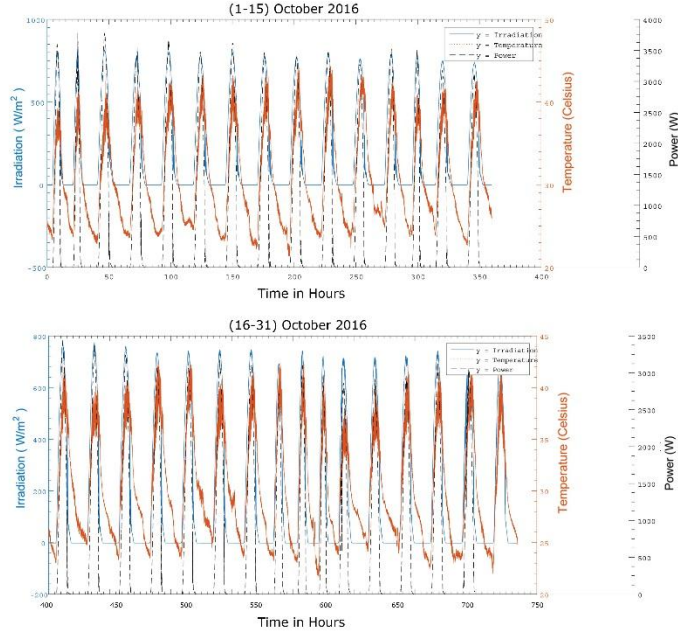 (1-15) October 2016
1000
500
0
-500
Irradiation ( W/m²)
y = Irradiation
y = Temperature
y = Power
50
40
30
20
Temperature (Celsius)
4000
3500
3000
2500
2000
1500
1000
500
0
Power (W)
0 50 100 150 200 250 300 350 400
Time in Hours
(16-31) October 2016
800
600
400
200
0
-200
Irradiation ( W/m²)
y = Irradiation
y = Temperature
y = Power
45
40
35
30
25
20
Temperature (Celsius)
3500
3000
2500
2000
1500
1000
500
0
Power (W)
400 450 500 550 600 650 700 750
Time in Hours